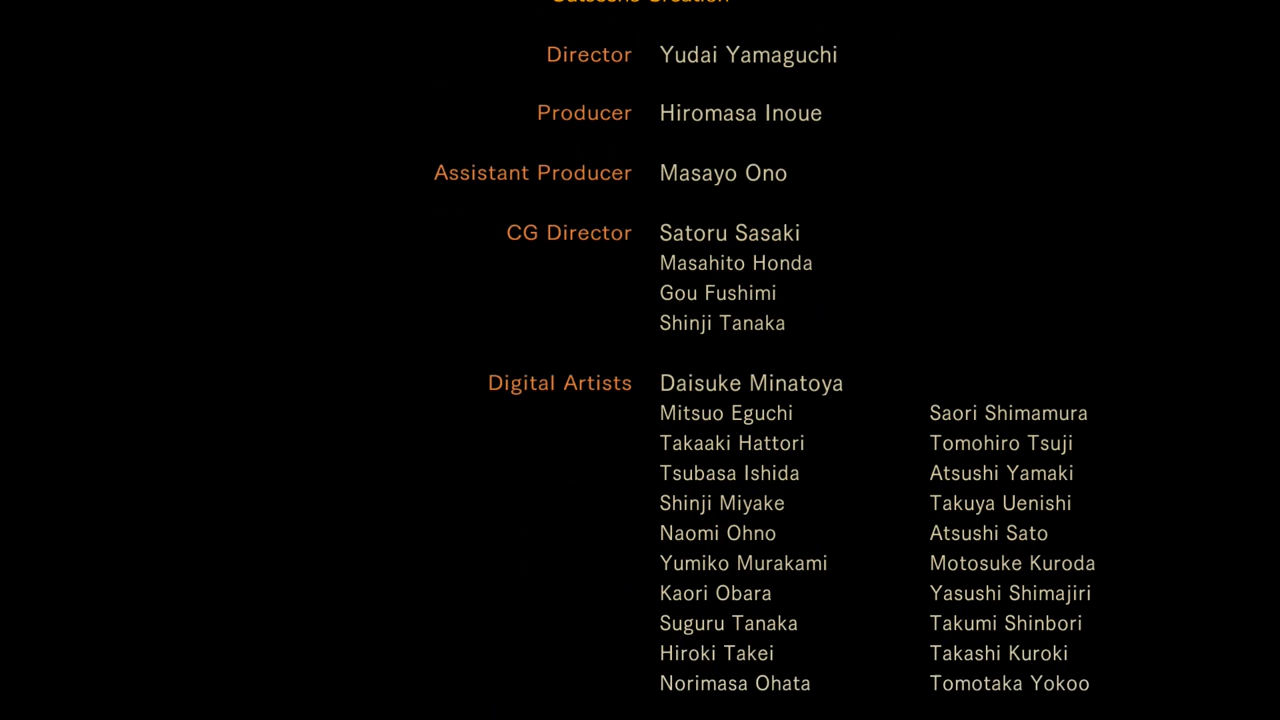 Cutscene Creation
Director Yudai Yamaguchi
Producer Hiromasa Inoue
Assistant Producer Masayo Ono
CG Director Satoru Sasaki
Masahito Honda
Gou Fushimi
Shinji Tanaka
Digital Artists Daisuke Minatoya
Mitsuo Eguchi Saori Shimamura
Takaaki Hattori Tomohiro Tsuji
Tsubasa Ishida Atsushi Yamaki
Shinji Miyake Takuya Uenishi
Naomi Ohno Atsushi Sato
Yumiko Murakami Motosuke Kuroda
Kaori Obara Yasushi Shimajiri
Suguru Tanaka Takumi Shinbori
Hiroki Takei Takashi Kuroki
Norimasa Ohata Tomotaka Yokoo